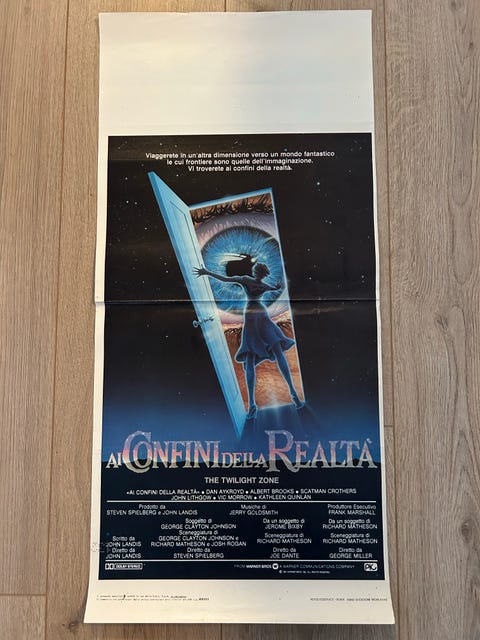 Viaggerete in un'altra dimensione verso un mondo fantastico
le cui frontiere sono quelle dell'immaginazione.
Vi troverete ai confini della realtà.
AI CONFINI DELLA REALTÀ
THE TWILIGHT ZONE
«AI CONFINI DELLA REALTÀ» • DAN AYKROYD • ALBERT BROOKS • SCATMAN CROTHERS
JOHN LITHGOW • VIC MORROW • KATHLEEN QUINLAN
Prodotto da
STEVEN SPIELBERG e JOHN LANDIS
Musiche di
JERRY GOLDSMITH
Produttore Esecutivo
FRANK MARSHALL
Scritto da
JOHN LANDIS
Diretto da
JOHN LANDIS
Soggetto di
GEORGE CLAYTON JOHNSON
Sceneggiatura di
GEORGE CLAYTON JOHNSON e
RICHARD MATHESON e JOSH ROGAN
Diretto da
STEVEN SPIELBERG
Da un soggetto di
JEROME BIXBY
Sceneggiatura di
RICHARD MATHESON
Diretto da
JOE DANTE
Da un soggetto di
RICHARD MATHESON
Sceneggiatura di
RICHARD MATHESON
Diretto da
GEORGE MILLER
DOLBY STEREO
FROM WARNER BROS. A WARNER COMMUNICATIONS COMPANY